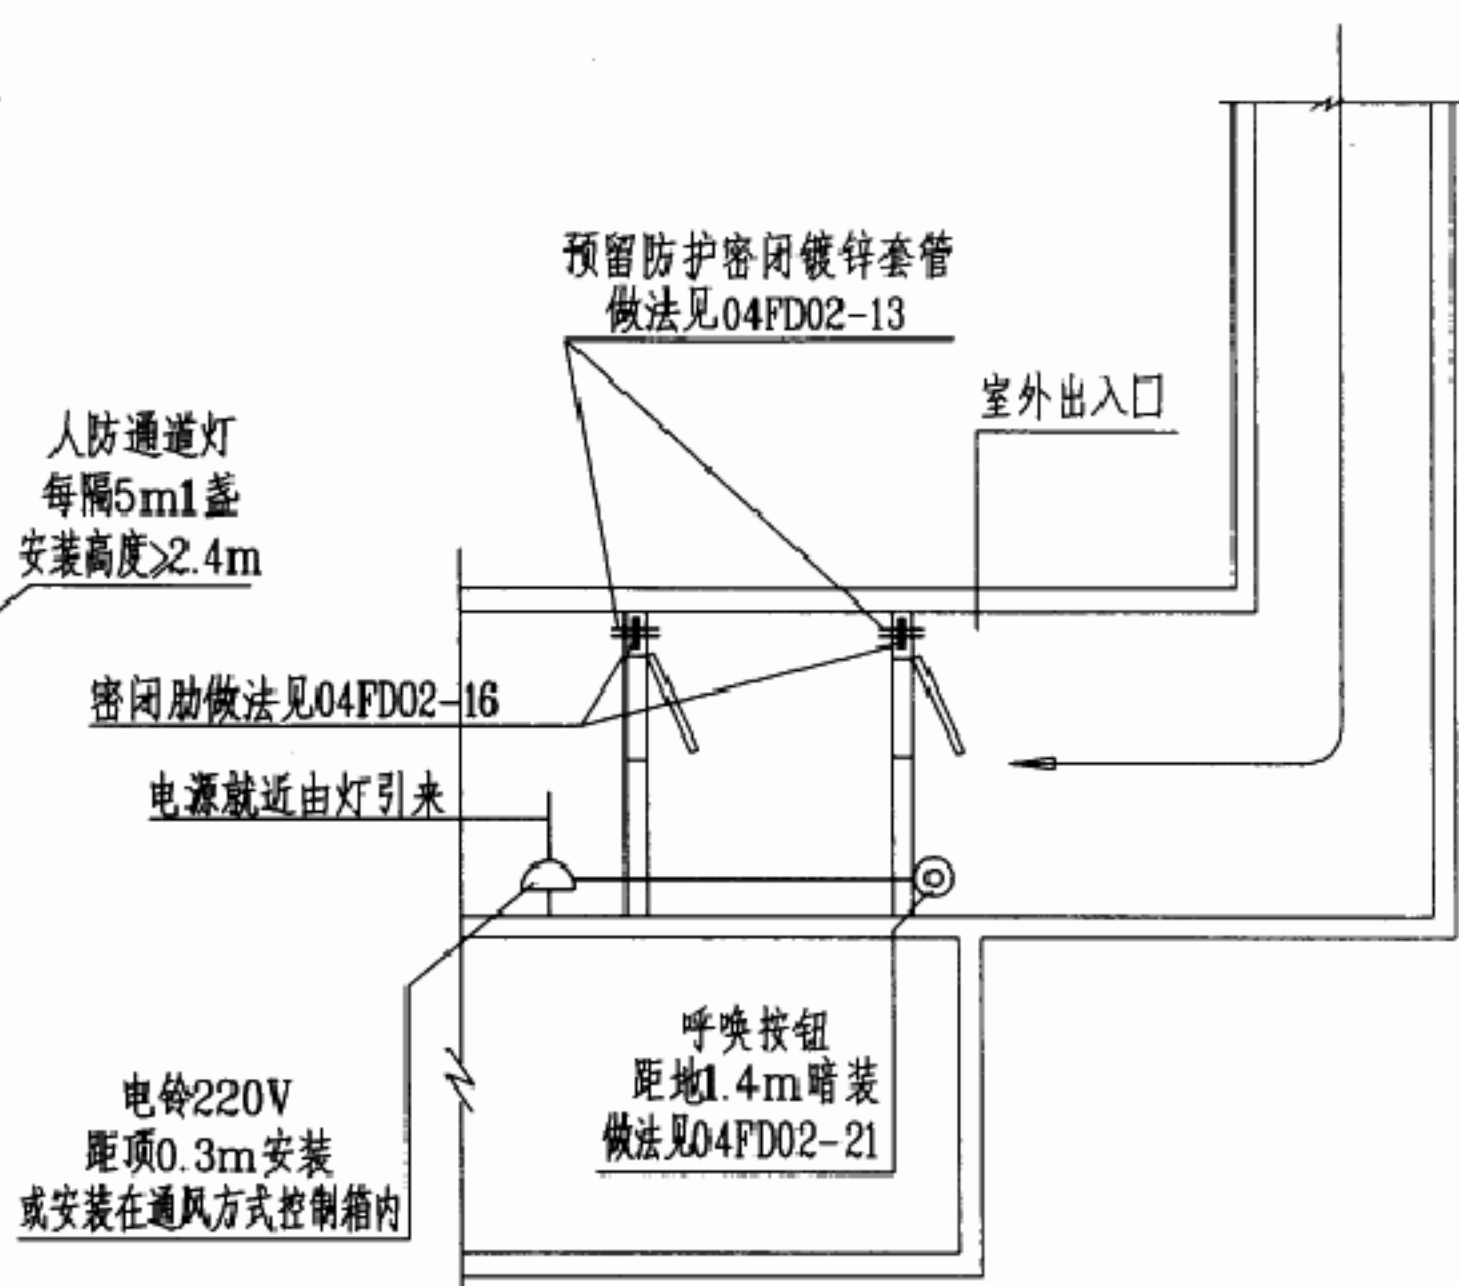 预留防护密闭镀锌套管
做法见04FD02-13
室外出入口
人防通道灯
每隔5m1盏
安装高度>2.4m
密闭肋做法见04FD02-16
电源就近由灯引来
呼唤按钮
距地1.4m暗装
做法见04FD02-21
电铃220V
距顶0.3m安装
或安装在通风方式控制箱内